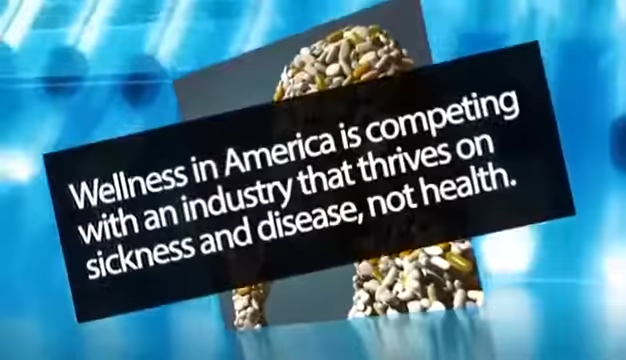 Wellness in America is competing
with an industry that thrives on
sickness and disease, not health.